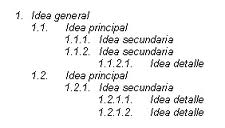 1. Idea general
1.1. Idea principal
1.1.1. Idea secundaria
1.1.2. Idea secundaria
1.1.2.1. Idea detalle
1.2. Idea principal
1.2.1. Idea secundaria
1.2.1.1. Idea detalle
1.2.1.2. Idea detalle